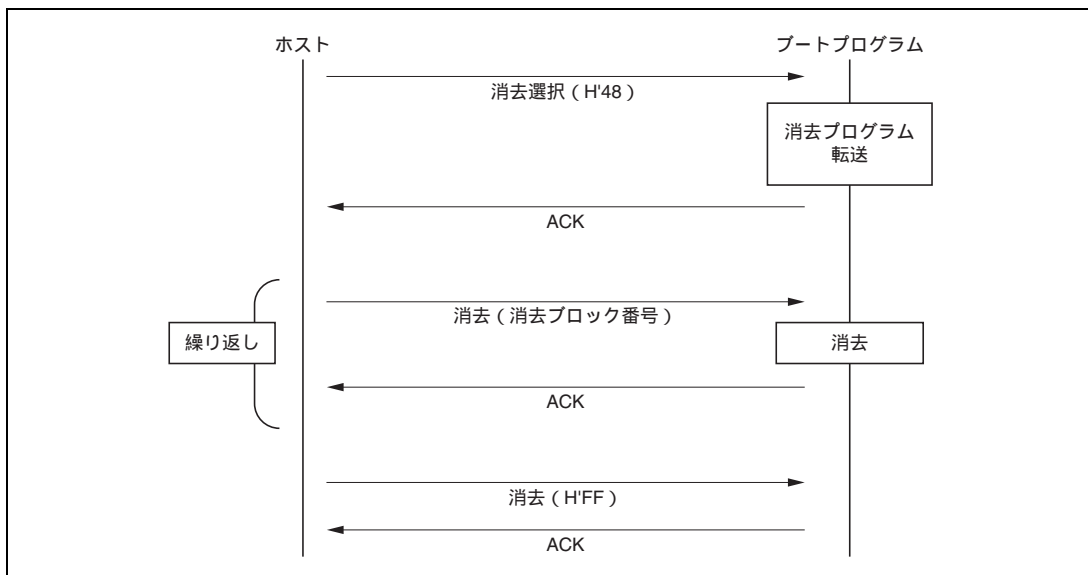 ホスト
ブートプログラム
消去選択（H'48）
消去プログラム
転送
ACK
消去（消去ブロック番号）
繰り返し
消去
ACK
消去（H'FF）
ACK